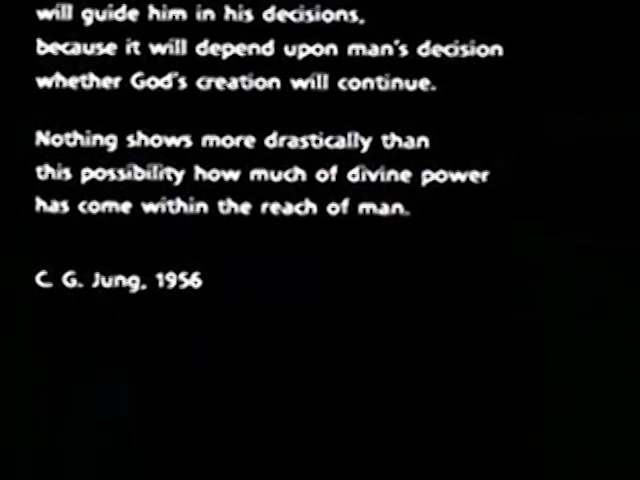 will guide him in his decisions,
because it will depend upon man's decision
whether God's creation will continue.
Nothing shows more drastically than
this possibility how much of divine power
has come within the reach of man.
C. G. Jung, 1956